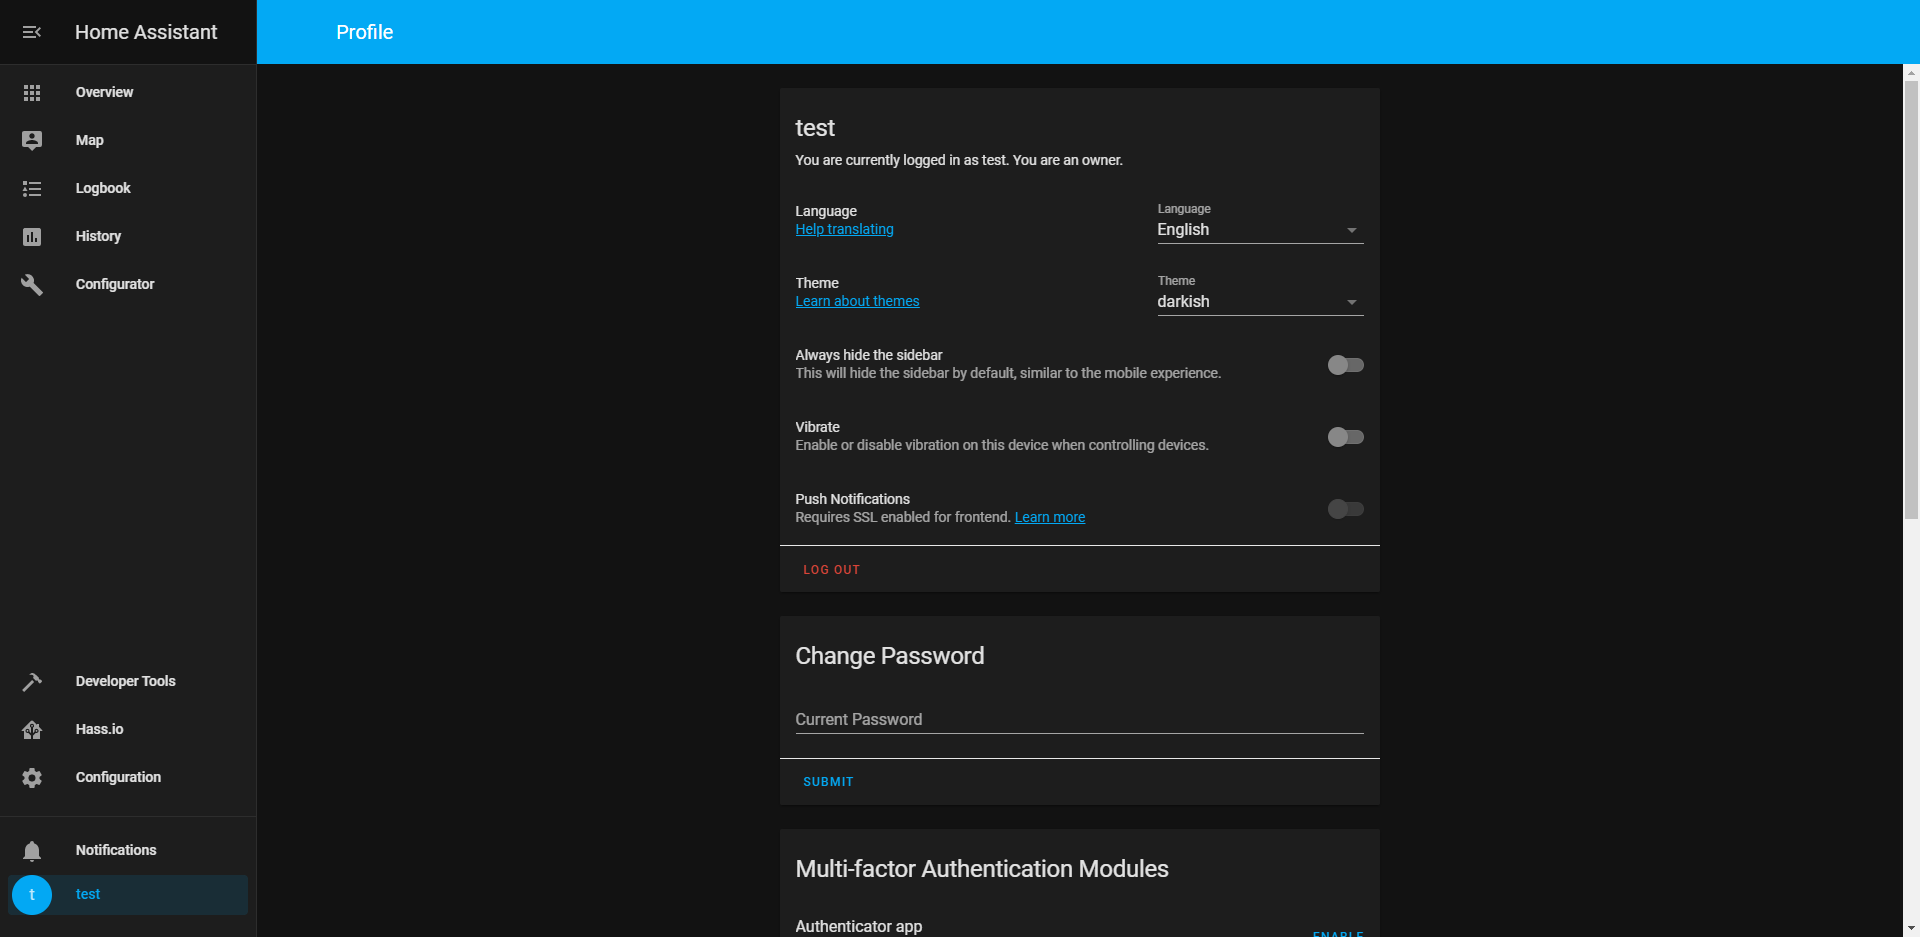 Home Assistant
Profile
Overview
Map
Logbook
History
Configurator
Developer Tools
Hass.io
Configuration
Notifications
t
test
test
You are currently logged in as test. You are an owner.
Language
Help translating
Language
English
Theme
Learn about themes
Theme
darkish
Always hide the sidebar
This will hide the sidebar by default, similar to the mobile experience.
Vibrate
Enable or disable vibration on this device when controlling devices.
Push Notifications
Requires SSL enabled for frontend. Learn more
LOG OUT
Change Password
Current Password
SUBMIT
Multi-factor Authentication Modules
Authenticator app
ENABLE